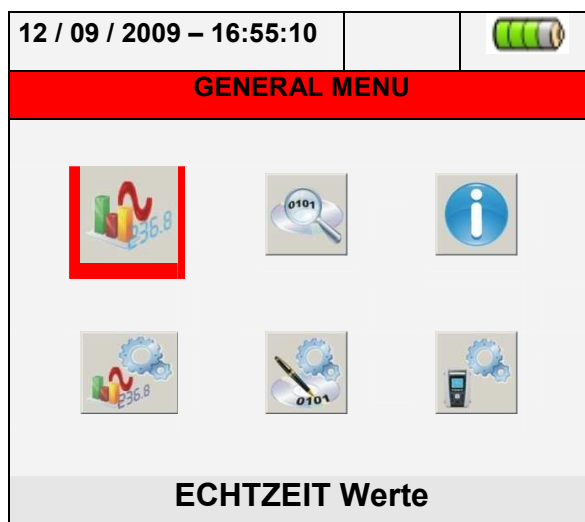 12 / 09 / 2009 – 16:55:10
GENERAL MENU
236.8
0101
236.8
0101
ECHTZEIT Werte